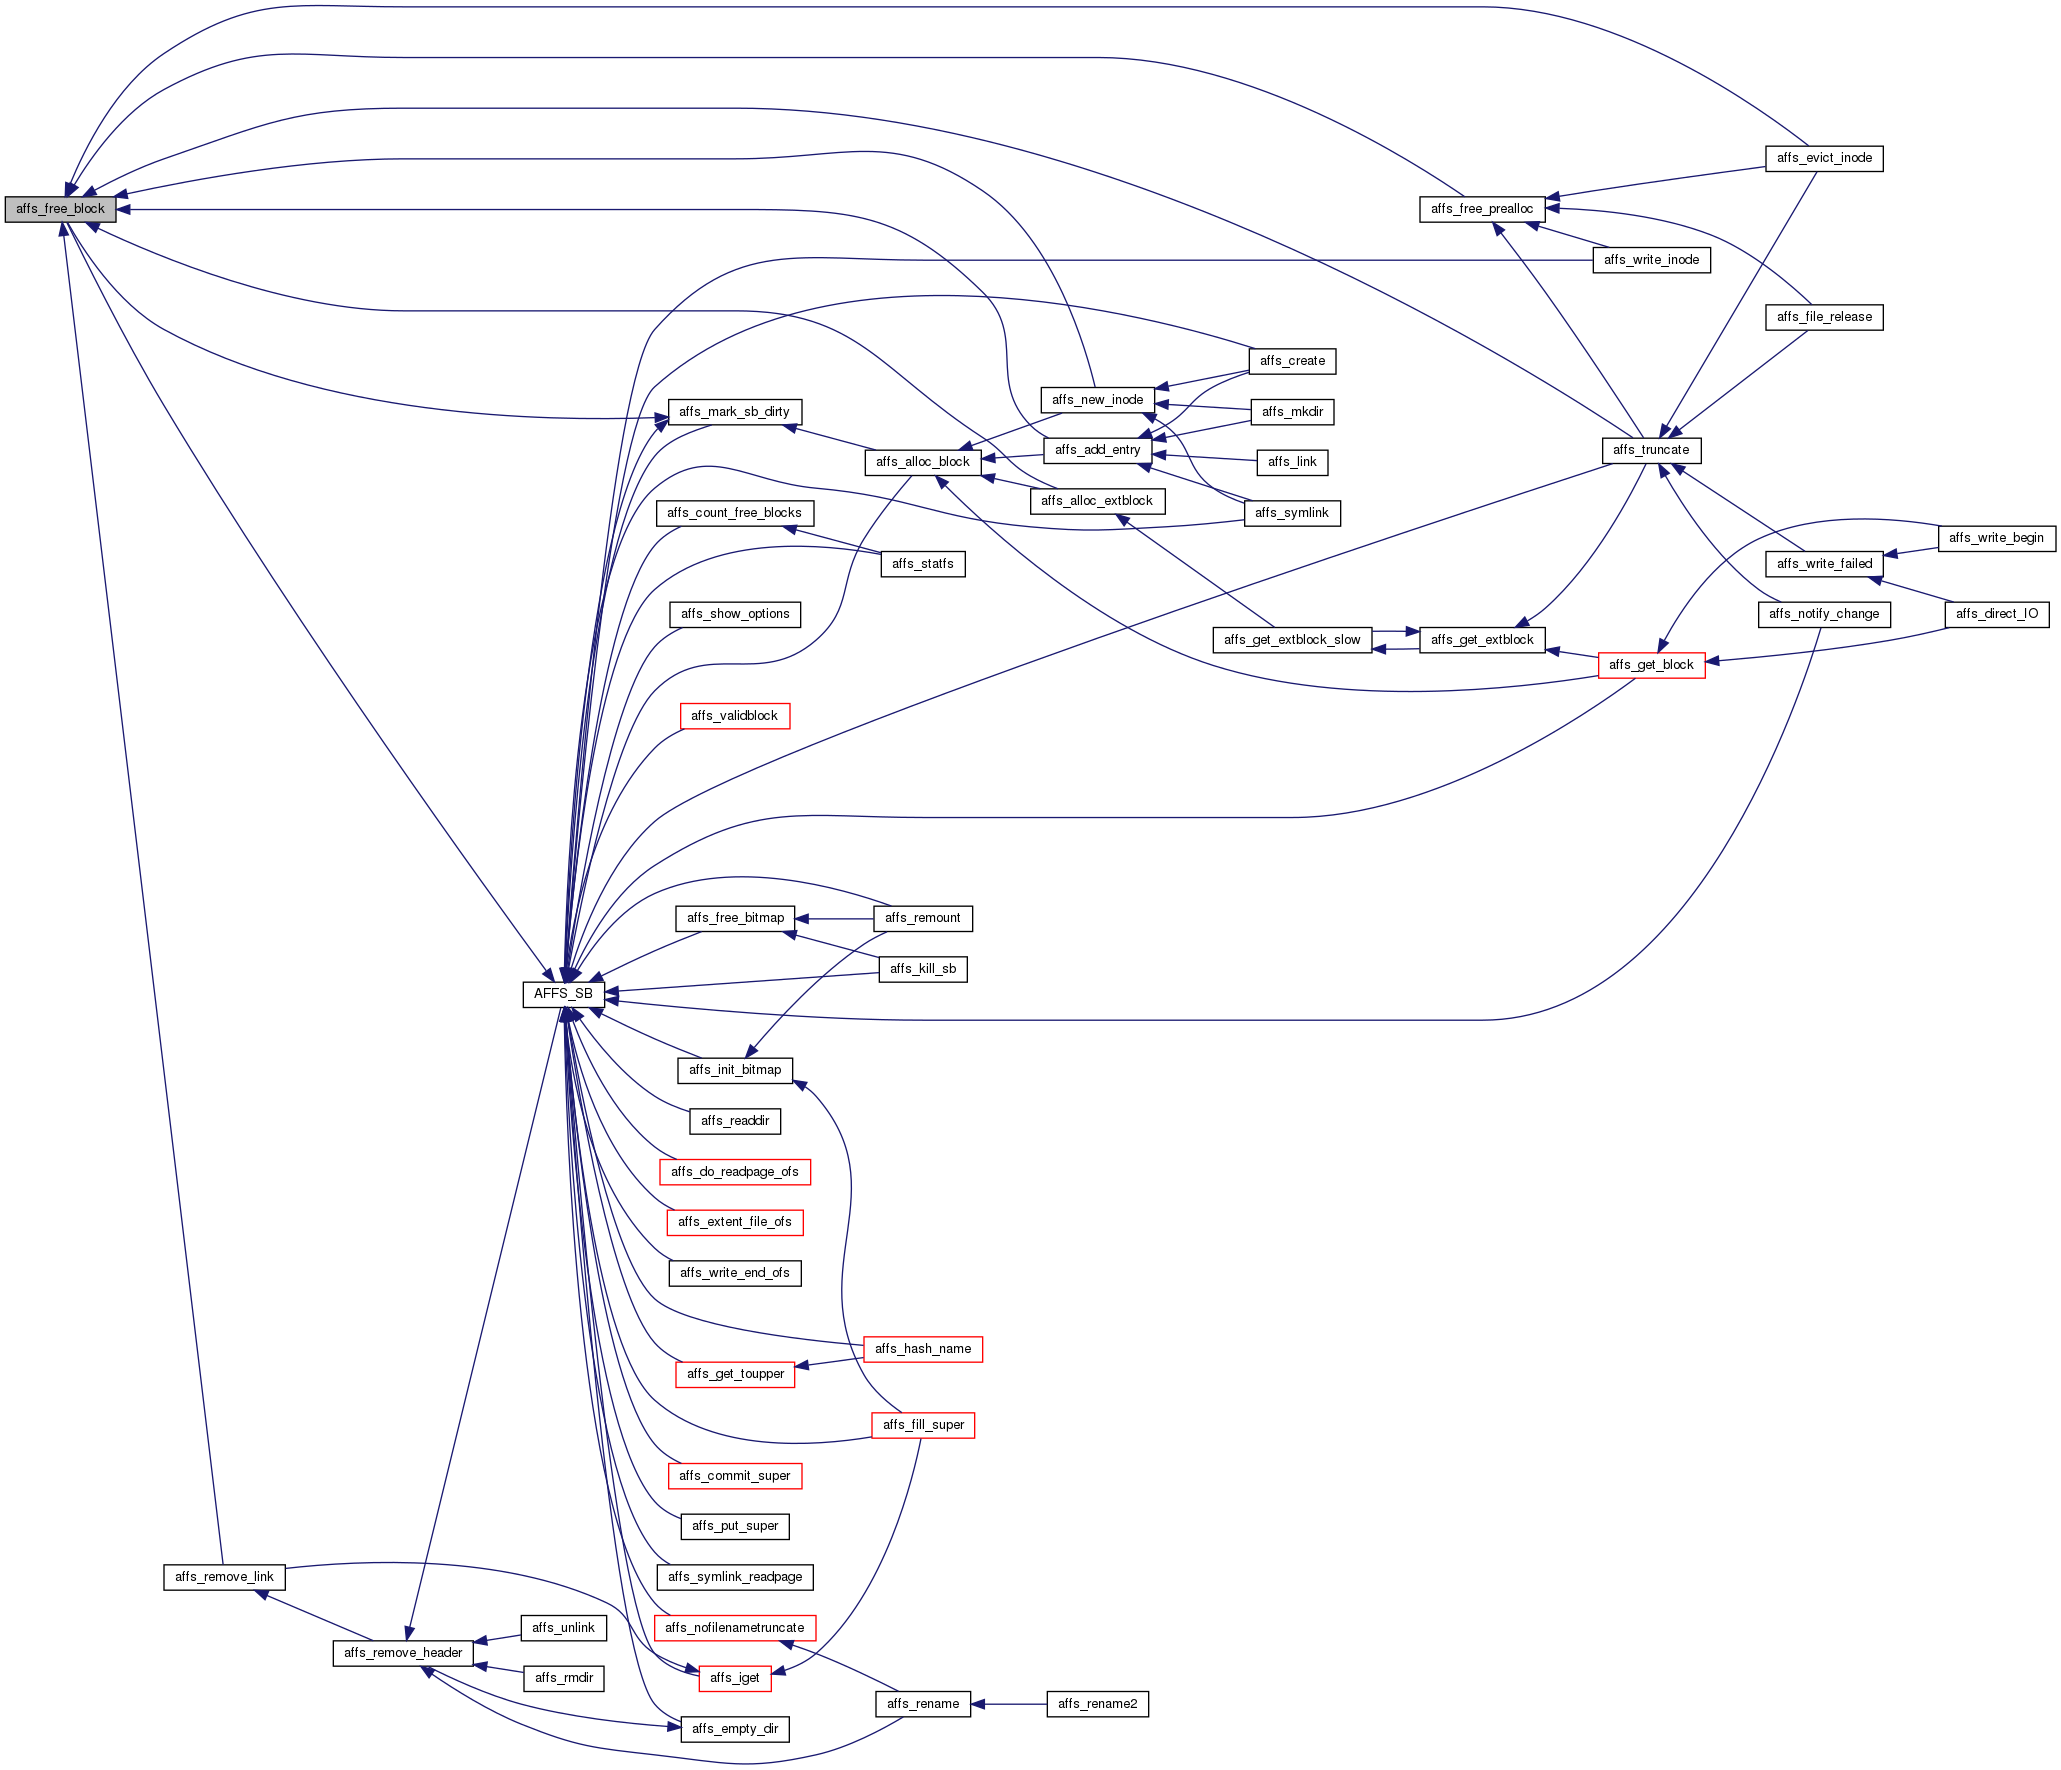 affs_evict_inode
affs_free_block
affs_free_prealloc
affs_write_inode
affs_file_release
affs_create
affs_new_inode
affs_mark_sb_dirty
affs_mkdir
affs_add_entry
affs_truncate
affs_alloc_block
affs_link
affs_alloc_extblock
affs_count_free_blocks
affs_symlink
affs_write_begin
affs_statfs
affs_write_failed
affs_show_options
affs_notify_change
affs_direct_IO
affs_get_extblock_slow
affs_get_extblock
affs_get_block
affs_validblock
affs_free_bitmap
affs_remount
affs_kill_sb
AFFS_SB
affs_init_bitmap
affs_readdir
affs_do_readpage_ofs
affs_extent_file_ofs
affs_write_end_ofs
affs_hash_name
affs_get_toupper
affs_fill_super
affs_commit_super
affs_put_super
affs_remove_link
affs_symlink_readpage
affs_unlink
affs_nofilenametruncate
affs_remove_header
affs_rmdir
affs_iget
affs_rename
affs_rename2
affs_empty_dir